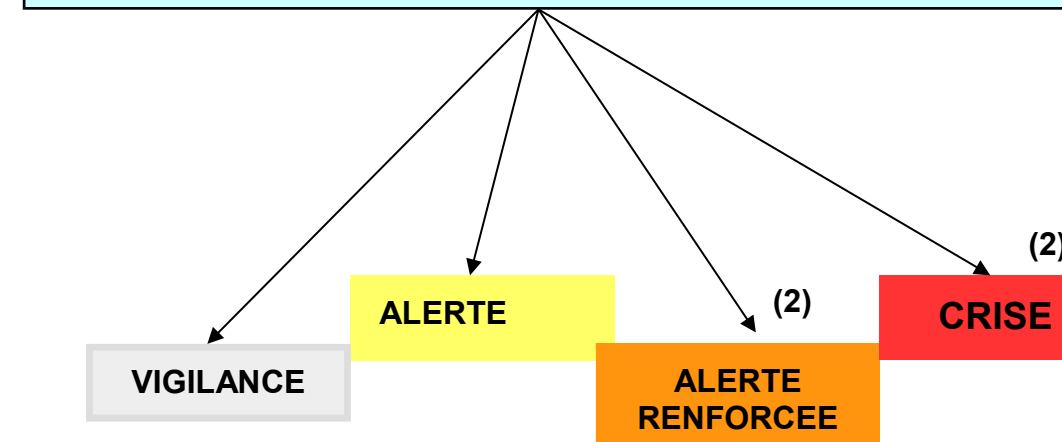 (2)
ALERTE
(2)
CRISE
VIGILANCE
ALERTE
RENFORCEE